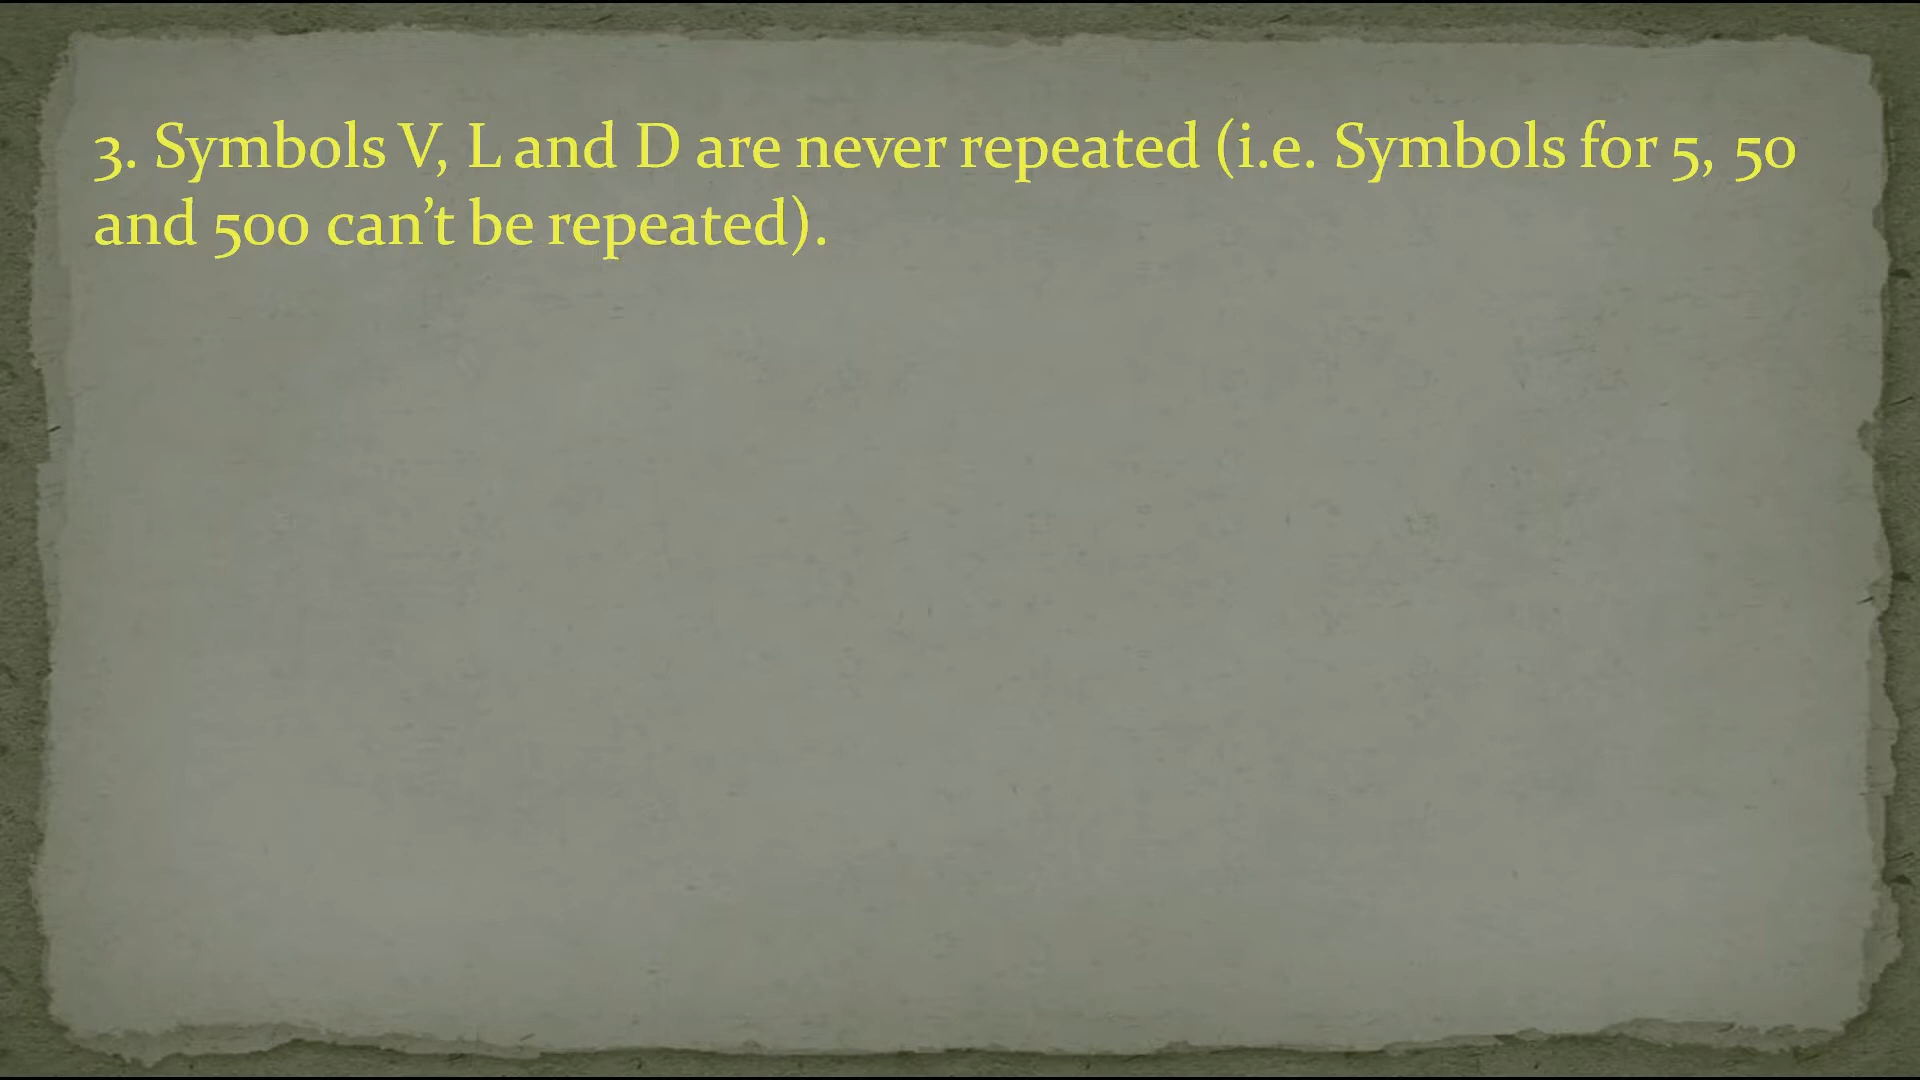 3. Symbols V, L and D are never repeated (i.e. Symbols for 5, 50
and 500 can’t be repeated).